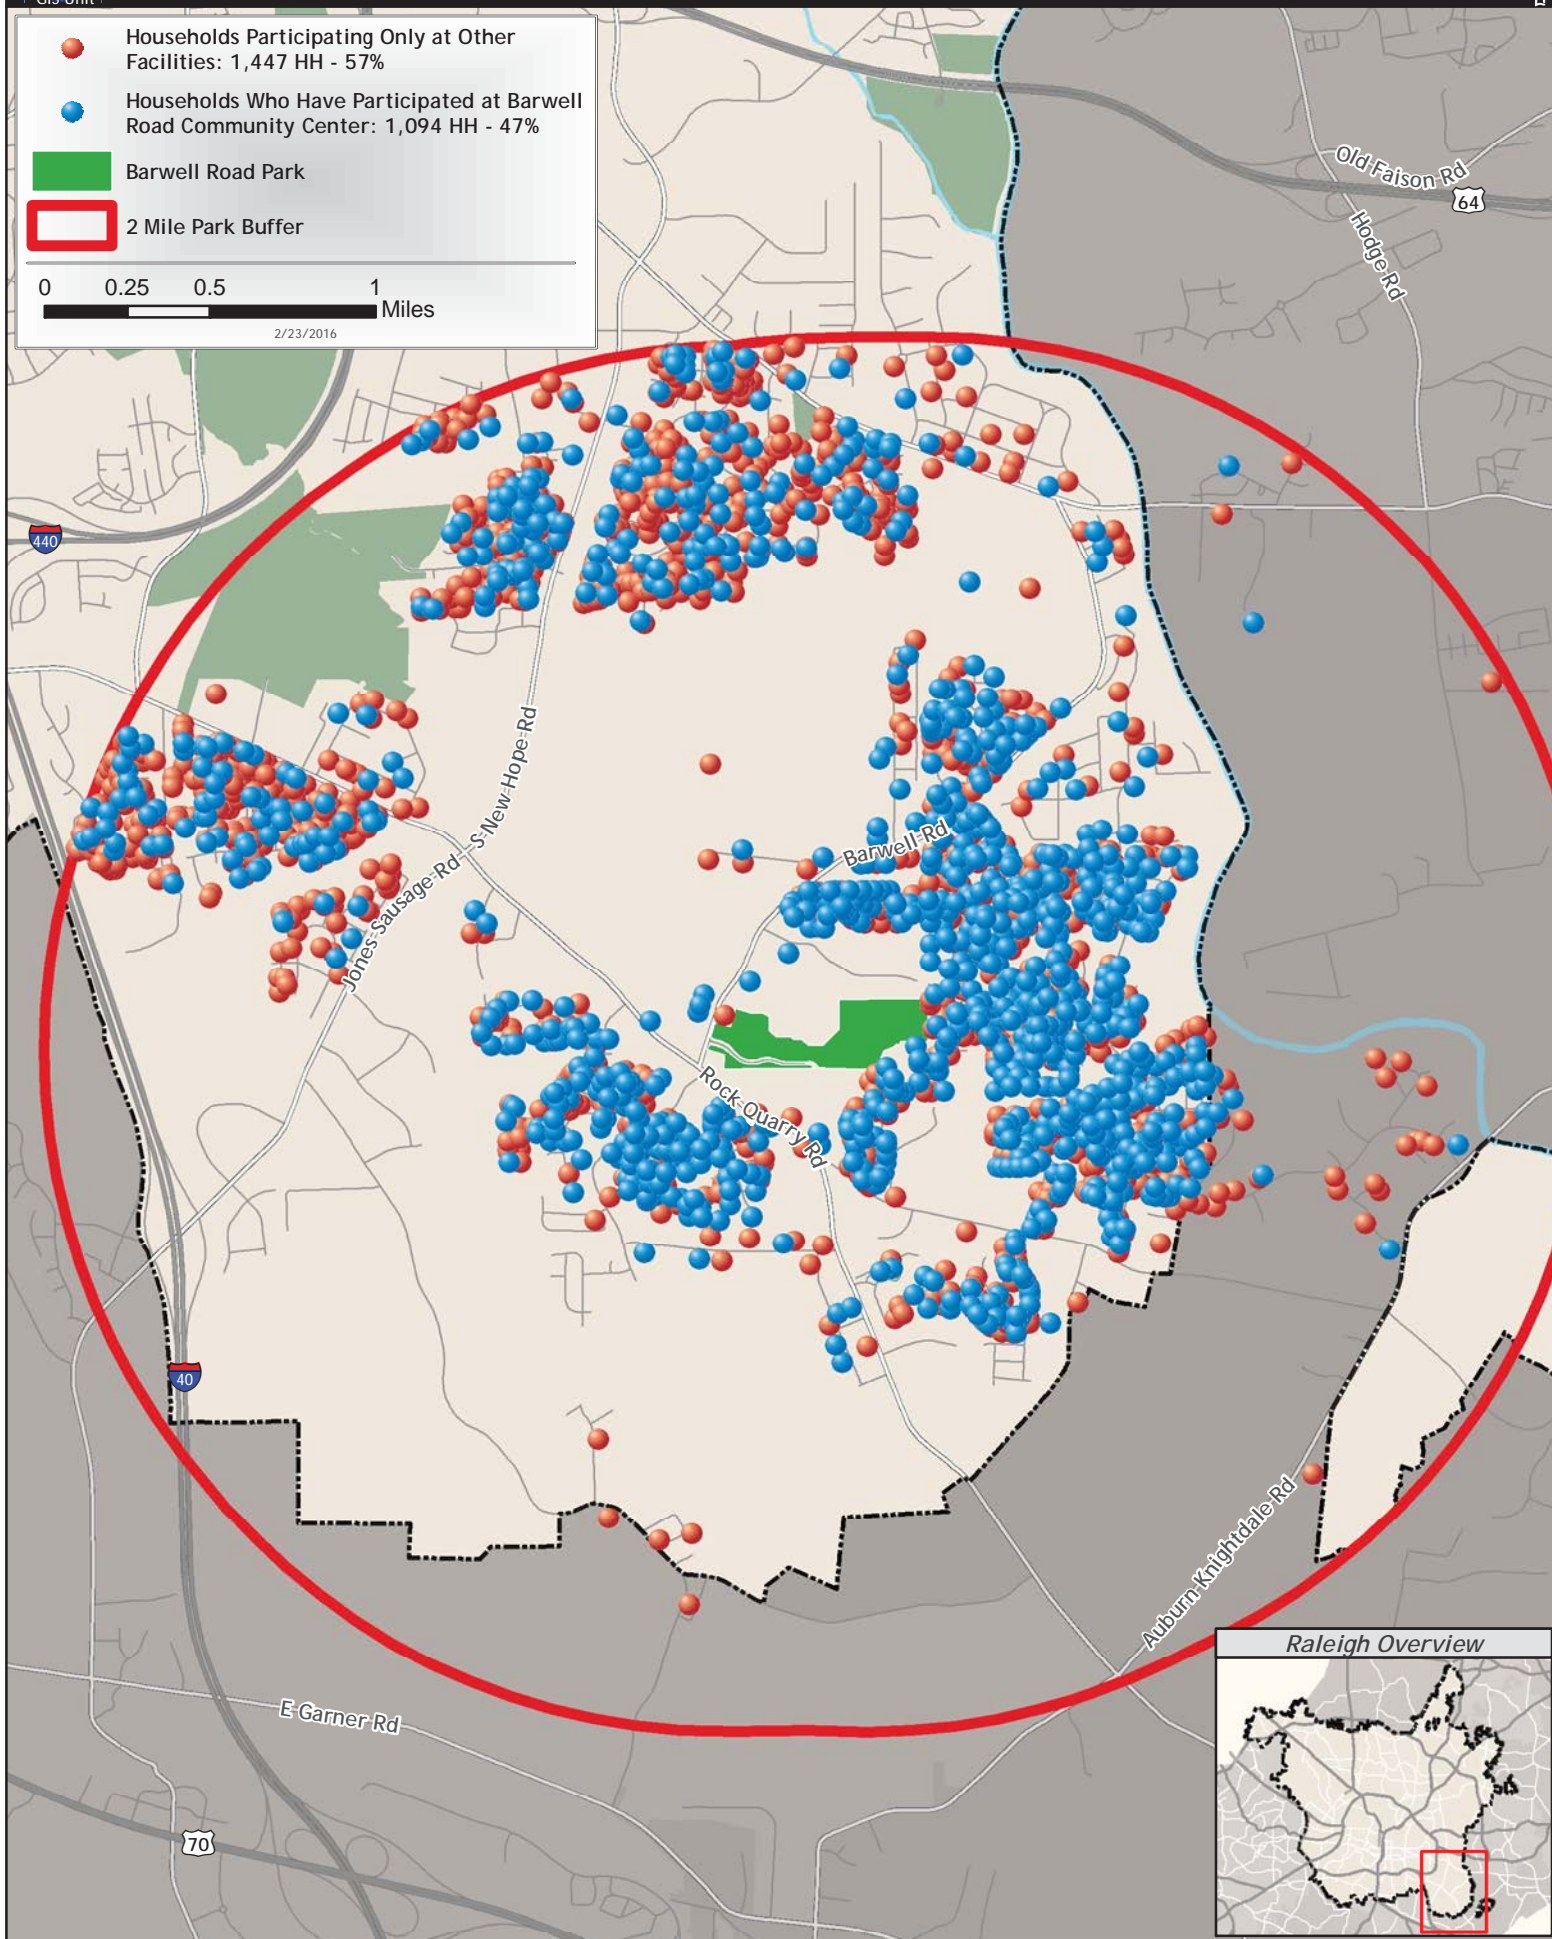 Gis Unit
Households Participating Only at Other
Facilities: 1,447 HH - 57%
Households Who Have Participated at Barwell
Road Community Center: 1,094 HH - 47%
Barwell Road Park
2 Mile Park Buffer
0 0.25 0.5 1
Miles
2/23/2016
Old Faison Rd
64
Hodge Rd
440
S New Hope Rd
Barwell Rd
Jones Sausage Rd
Rock Quarry Rd
40
Auburn Knightdale Rd
E Garner Rd
70
Raleigh Overview